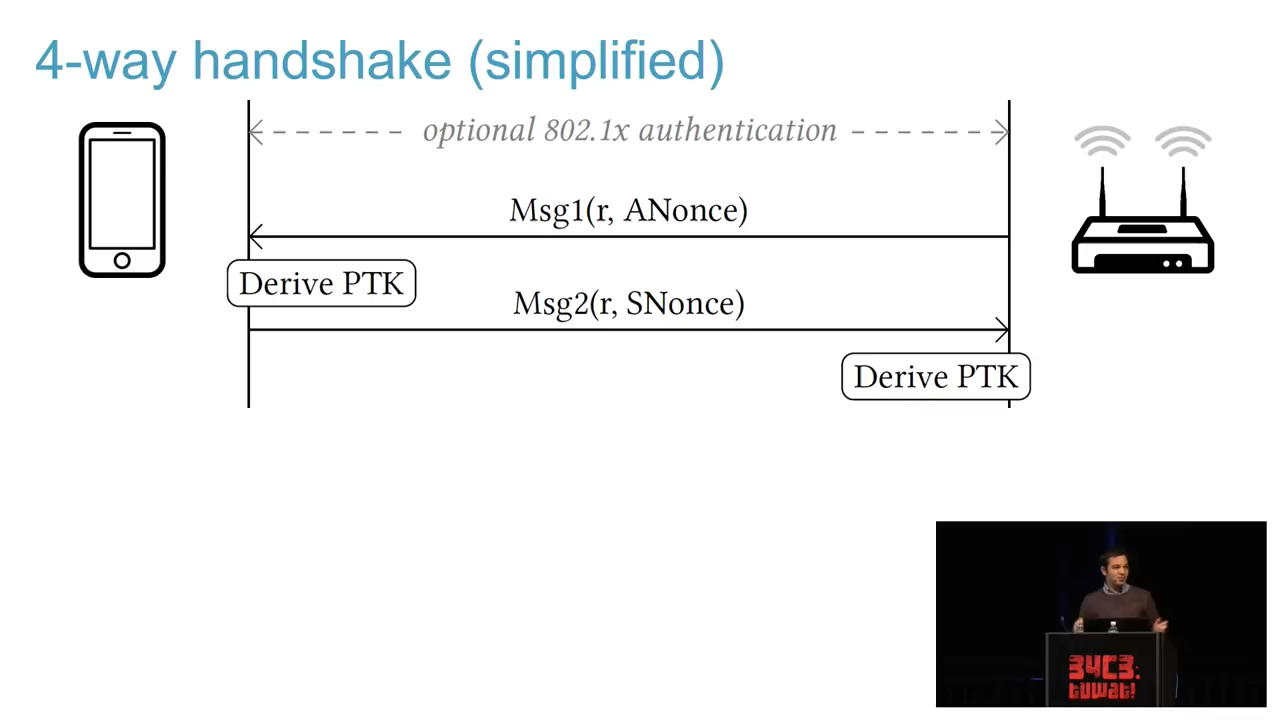 4-way handshake (simplified)
optional 802.1x authentication
Msg1(r, ANonce)
Derive PTK
Msg2(r, SNonce)
Derive PTK
34C3:
tuwat!